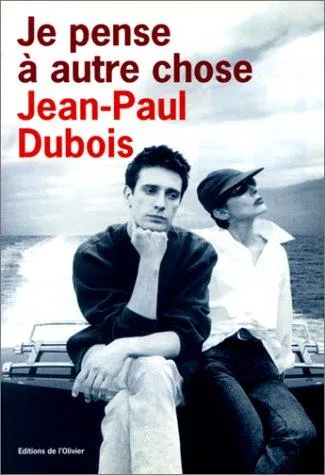 Je pense
à autre chose
Jean-Paul
Dubois
Editions de l'Olivier